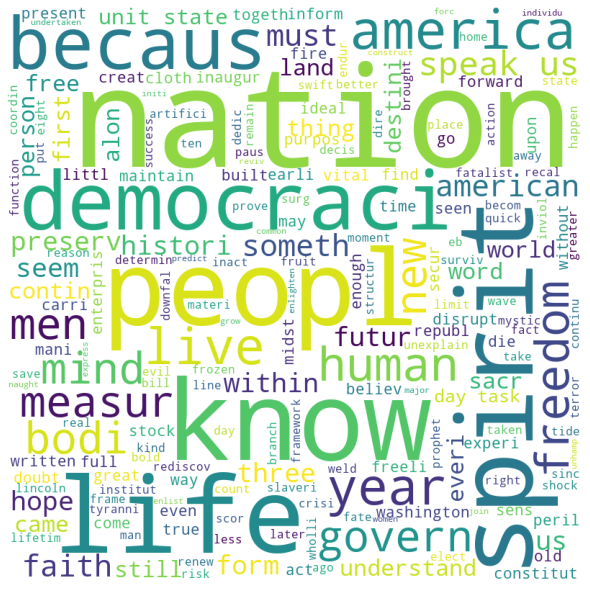 present
undertaken
unit state
togethinform
forc
individu
becaus
must
america
home
coordin
free
creat
cloth
inaugur
fire
construct
endur
land
swift
better
speak us
state
initi
brought
artifici
ideal
dire
forward
person
put
eight
first
alon
success
ten
dedic
remain
decis
thing
purpos
destini
place
action
happen
nation
go
upon
function
littl
maintain
paus
reviv
built
earli
vital find
american
fatalist
recal
away
democraci
prove
surg
may
time
seen
becom
quick
inviol
without
greater
common
preserv
histori
someth
moment
eb
surviv
world
reason
determin
predict
inact
fruit
enough
structur
secur
word
seem
contin
enterpris
downfal
materi
enlighten
grow
peopl
new
limit
wave
mystic
fact
continu
carri
midst
futur
republ
disrupt
die
unexplain
men
mani
live
human
sacr
take
spirit
freedom
save
naught
evil
bill
frozen
believ
day task
terror
mind
measur
real
express
line
day
within
prophet
everi
taken
tide
unhamp
kind
bold
stock
branch
know
framework
experi
major
bodi
written
full
rediscov
way
three
weld
freeli
sinc
shock
doubt
great
count
slaveri
year
washington
right
hope
lincoln
institut
enlist
crisi
sens
came
frame
tyranni
life
even
true
scor
wholli
fate
women
join
us
peril
lifetim
come
man
less
later
govern
elect
old
faith
still
renew
risk
form
act
ago
understand
constitut